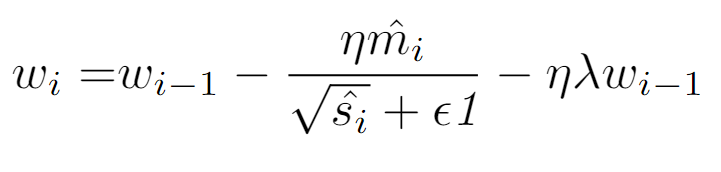 $w_i = w_{i-1} - \frac{\eta \hat{m}_i}{\sqrt{\hat{s}_i} + \epsilon 1} - \eta \lambda w_{i-1}$